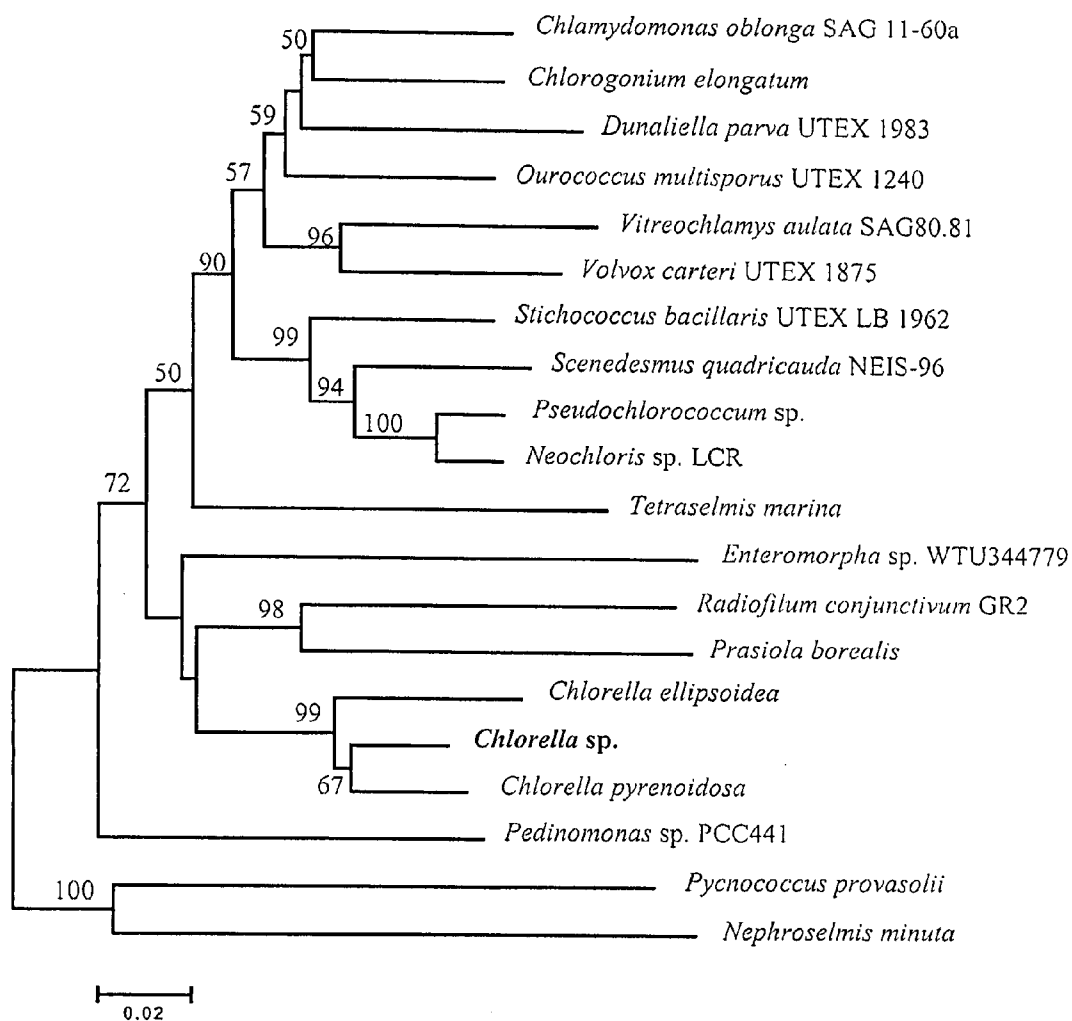 50
Chlamydomonas oblonga SAG 11-60a
Chlorogonium elongatum
59
Dunaliella parva UTEX 1983
57
Ourococcus multisporus UTEX 1240
96
Vitreochlamys aulata SAG80.81
90
Volvox carteri UTEX 1875
99
Stichococcus bacillaris UTEX LB 1962
50
Scenedesmus quadricauda NEIS-96
94
Pseudochlorococcum sp.
100
Neochloris sp. LCR
72
Tetraselmis marina
Enteromorpha sp. WTU344779
98
Radiofilum conjunctivum GR2
Prasiola borealis
Chlorella ellipsoidea
99
Chlorella sp.
67
Chlorella pyrenoidosa
Pedinomonas sp. PCC441
100
Pycnococcus provasolii
Nephroselmis minuta
0.02